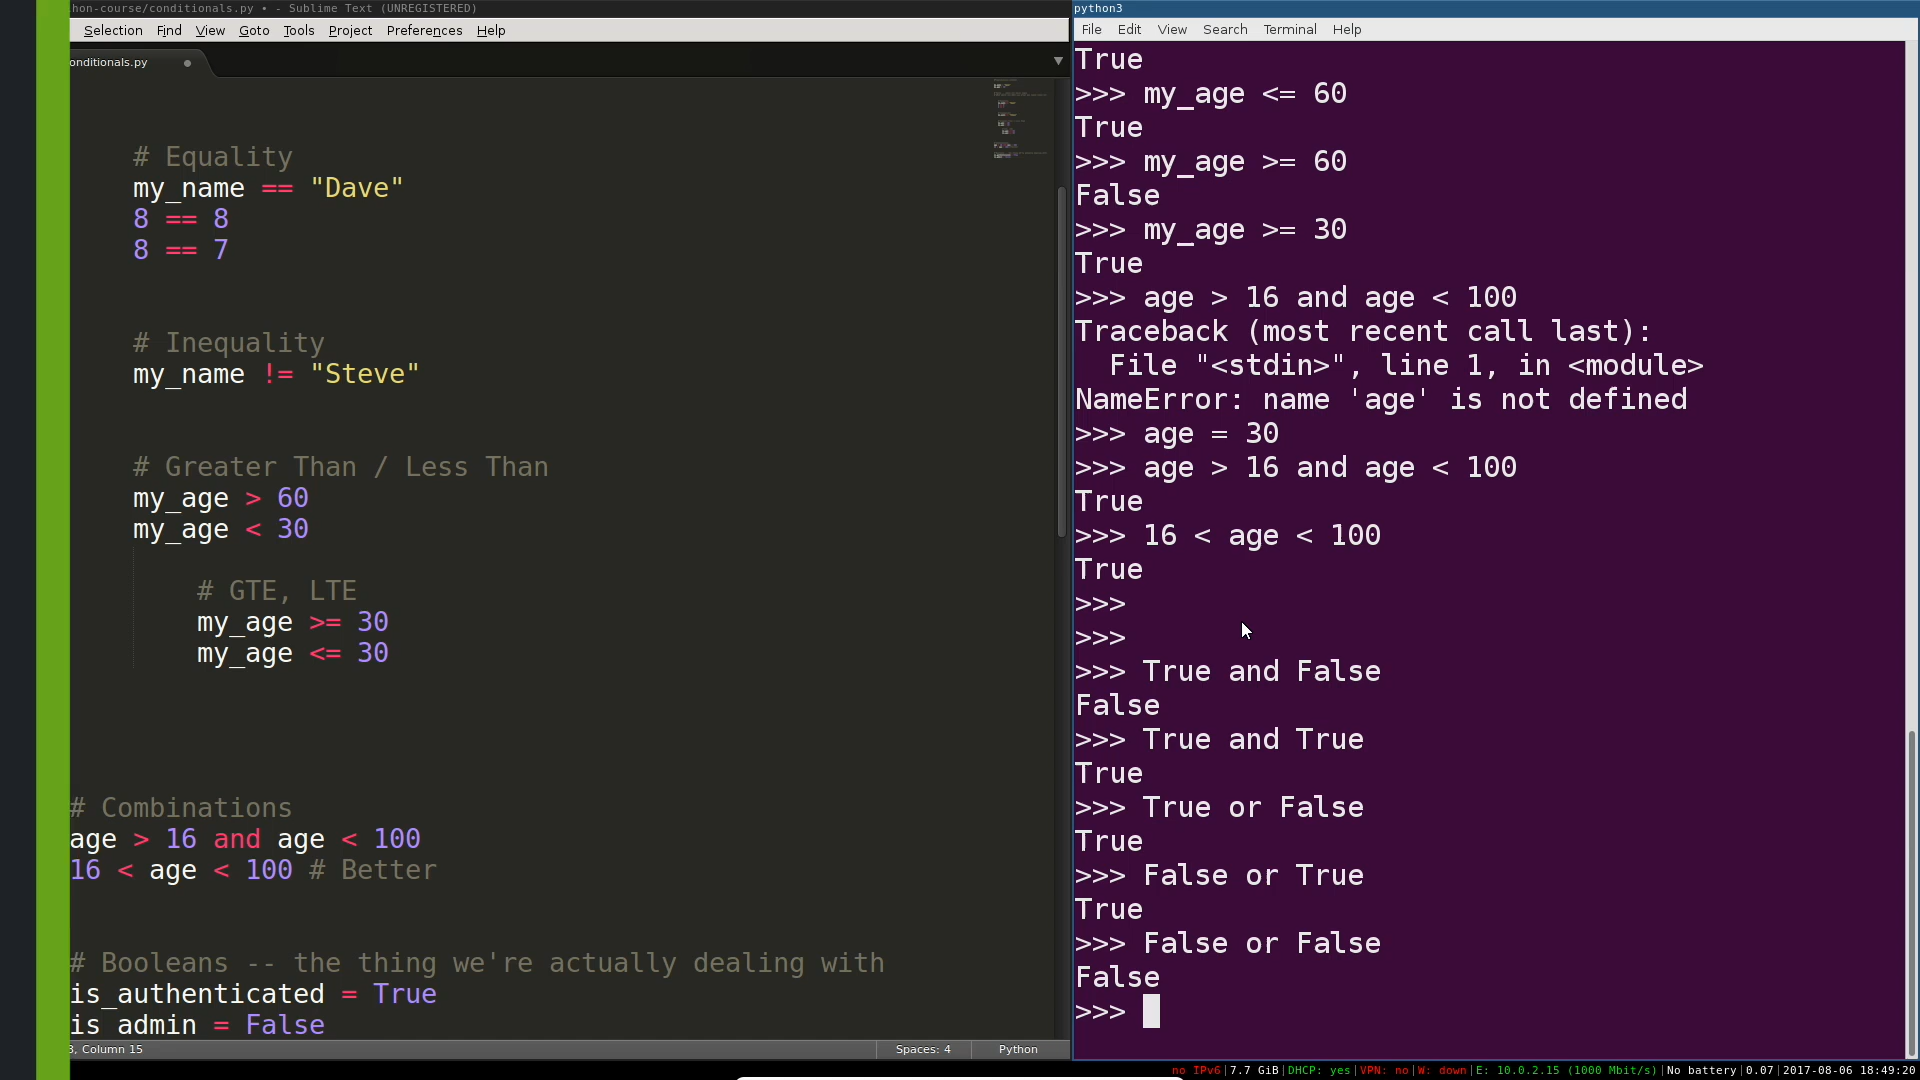 hon-course/conditionals.py • - Sublime Text (UNREGISTERED)
Selection Find View Goto Tools Project Preferences Help
onditionals.py
# Equality
my_name == "Dave"
8 == 8
8 == 7
# Inequality
my_name != "Steve"
# Greater Than / Less Than
my_age > 60
my_age < 30
# GTE, LTE
my_age >= 30
my_age <= 30
# Combinations
age > 16 and age < 100
16 < age < 100 # Better
# Booleans -- the thing we're actually dealing with
is_authenticated = True
is_admin = False
3, Column 15
Spaces: 4
Python
python3
File Edit View Search Terminal Help
True
>>> my_age <= 60
True
>>> my_age >= 60
False
>>> my_age >= 30
True
>>> age > 16 and age < 100
Traceback (most recent call last):
  File "<stdin>", line 1, in <module>
NameError: name 'age' is not defined
>>> age = 30
>>> age > 16 and age < 100
True
>>> 16 < age < 100
True
>>>
>>>
>>> True and False
False
>>> True and True
True
>>> True or False
True
>>> False or True
True
>>> False or False
False
>>>
no IPv6|7.7 GiB|DHCP: yes|VPN: no|W: down|E: 10.0.2.15 (1000 Mbit/s)|No battery|0.07|2017-08-06 18:49:20